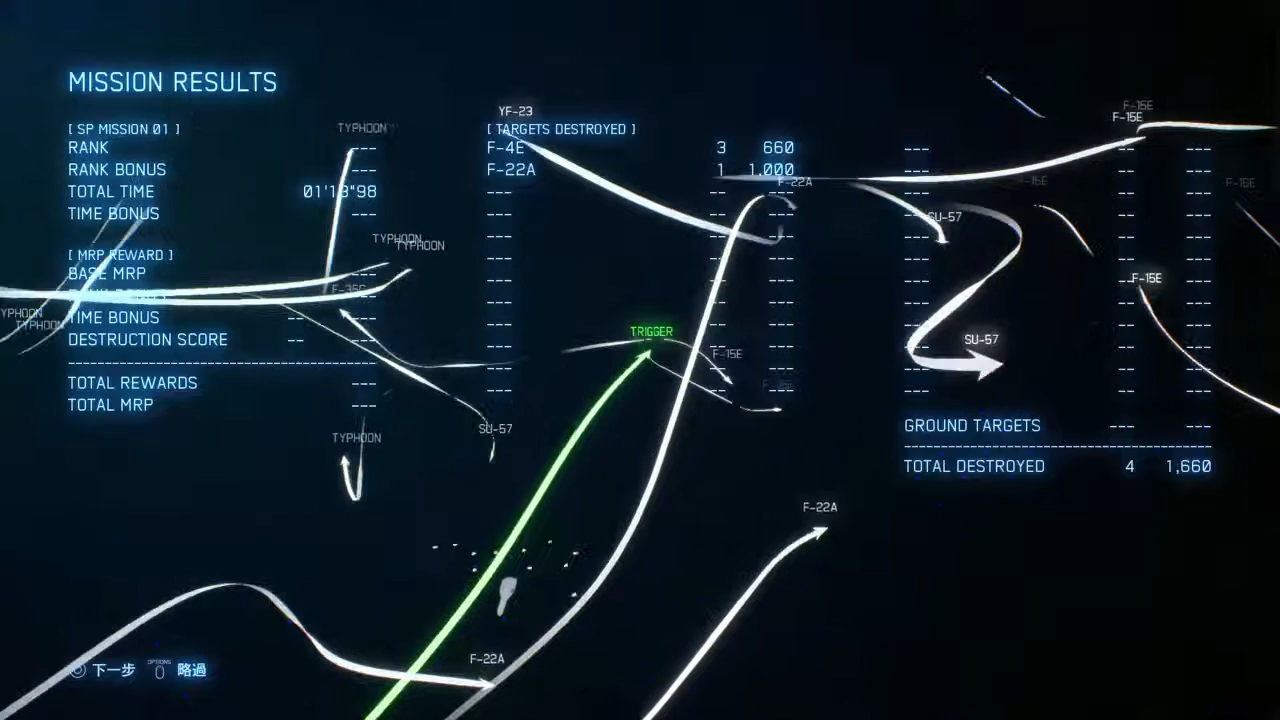 MISSION RESULTS
[ SP MISSION 01 ]
RANK ---
RANK BONUS ---
TOTAL TIME
TIME BONUS ---
[ MRP REWARD ]
BASE MRP ---
TIME BONUS -- ---
DESTRUCTION SCORE -- ---
TOTAL REWARDS ---
TOTAL MRP ---
[ TARGETS DESTROYED ]
F-4E 3 660
F-22A 1 1,000
GROUND TARGETS --- ---
TOTAL DESTROYED 4 1,660
YF-23
TYPHOON
F-15E
F-15E
F-22A
SU-57
TYPHOON
TYPHOON
F-15E
TYPHOON
TYPHOON
TRIGGER
F-15E
SU-57
SU-57
TYPHOON
F-22A
F-22A
下一步 OPTIONS 略過